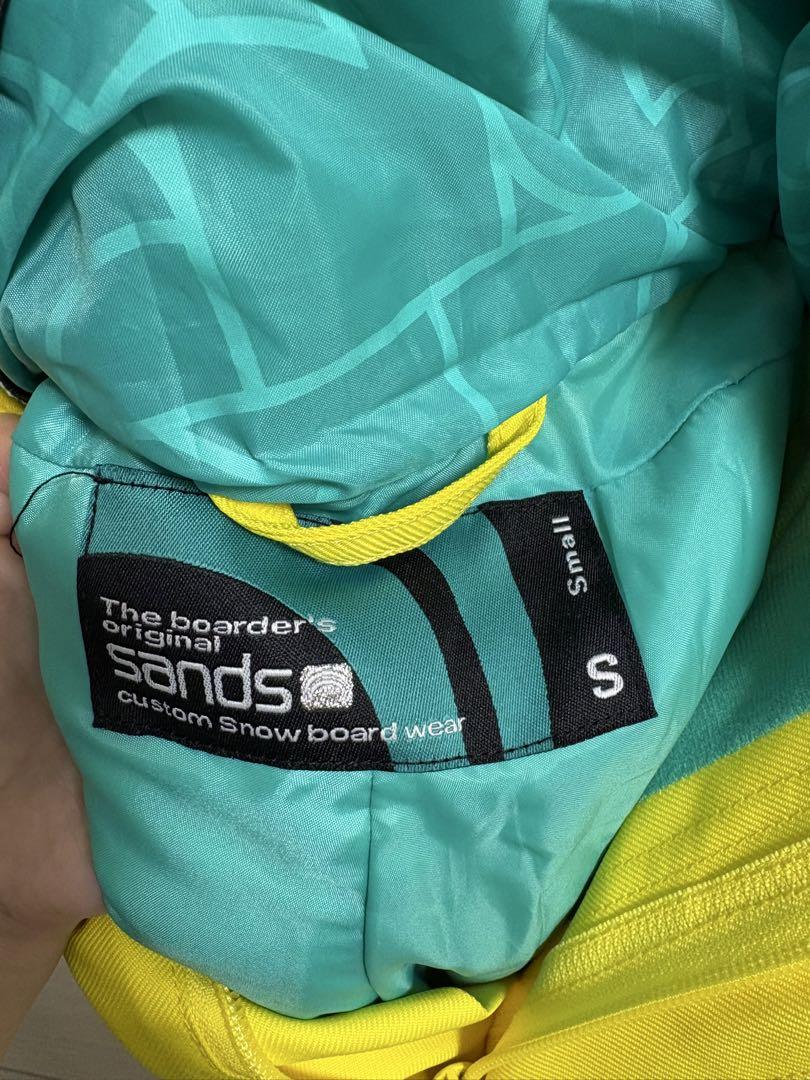 The boarder's
original
sands
custom Snow board wear
Small
S